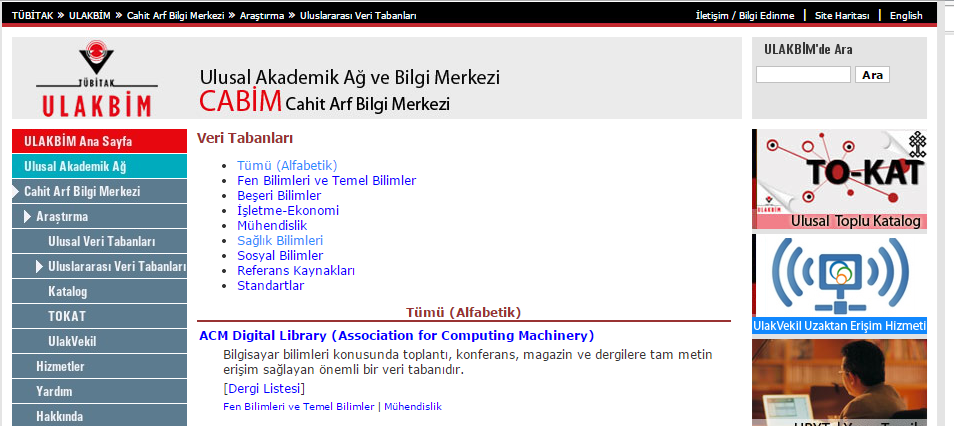 TÜBİTAK » ULAKBİM » Cahit Arf Bilgi Merkezi » Araştırma » Uluslararası Veri Tabanları
İletişim / Bilgi Edinme | Site Haritası | English
TÜBİTAK
ULAKBİM
Ulusal Akademik Ağ ve Bilgi Merkezi
CABİM Cahit Arf Bilgi Merkezi
ULAKBİM'de Ara
Ara
ULAKBİM Ana Sayfa
Ulusal Akademik Ağ
Cahit Arf Bilgi Merkezi
Araştırma
Ulusal Veri Tabanları
Uluslararası Veri Tabanları
Katalog
TOKAT
UlakVekil
Hizmetler
Yardım
Hakkında
Veri Tabanları
Tümü (Alfabetik)
Fen Bilimleri ve Temel Bilimler
Beşeri Bilimler
İşletme-Ekonomi
Mühendislik
Sağlık Bilimleri
Sosyal Bilimler
Referans Kaynakları
Standartlar
Tümü (Alfabetik)
ACM Digital Library (Association for Computing Machinery)
Bilgisayar bilimleri konusunda toplantı, konferans, magazin ve dergilere tam metin
erişim sağlayan önemli bir veri tabanıdır.
[Dergi Listesi]
Fen Bilimleri ve Temel Bilimler | Mühendislik
TO-KAT
ULAKBİM
Ulusal Toplu Katalog
UlakVekil Uzaktan Erişim Hizmeti